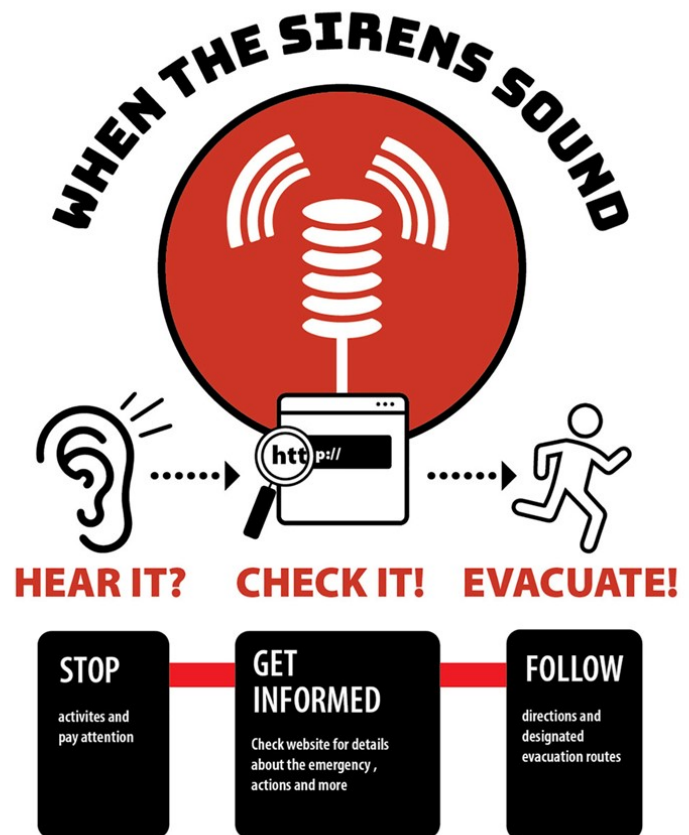 WHEN THE SIRENS SOUND
http://
HEAR IT?
CHECK IT!
EVACUATE!
STOP
activites and
pay attention
GET
INFORMED
Check website for details
about the emergency ,
actions and more
FOLLOW
directions and
designated
evacuation routes